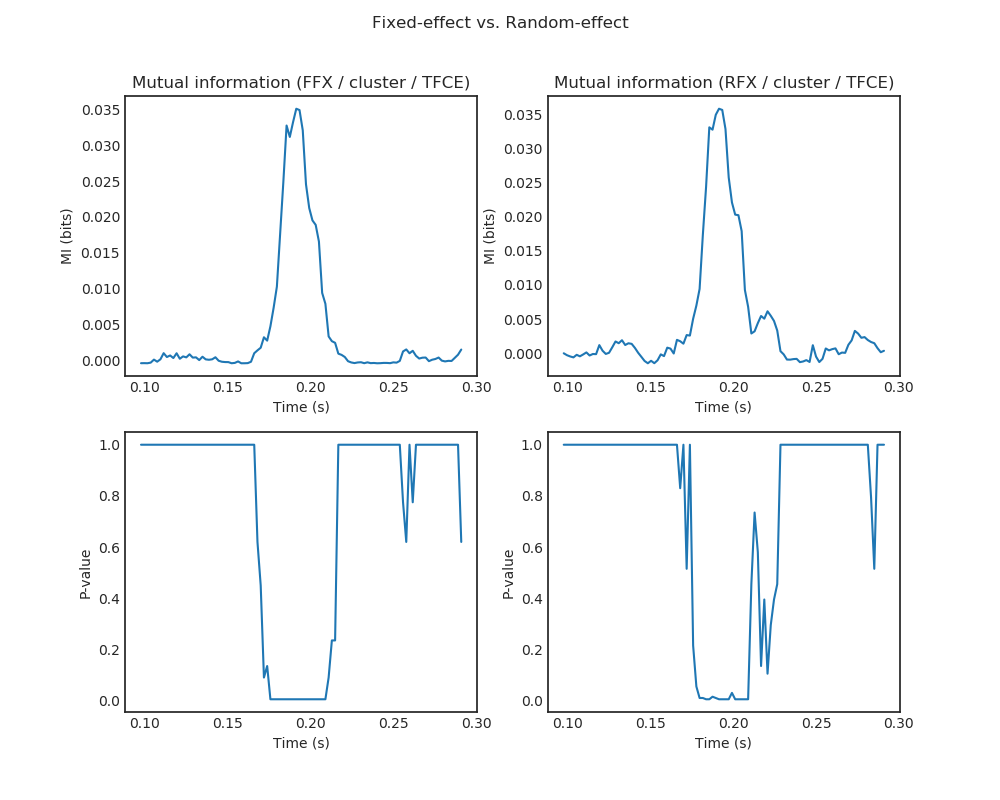 Fixed-effect vs. Random-effect
Mutual information (FFX / cluster / TFCE)
0.035
0.030
0.025
0.020
0.015
0.010
0.005
0.000
MI (bits)
0.10 0.15 0.20 0.25 0.30
Time (s)
Mutual information (RFX / cluster / TFCE)
0.035
0.030
0.025
0.020
0.015
0.010
0.005
0.000
MI (bits)
0.10 0.15 0.20 0.25 0.30
Time (s)
1.0
0.8
0.6
0.4
0.2
0.0
P-value
0.10 0.15 0.20 0.25 0.30
Time (s)
1.0
0.8
0.6
0.4
0.2
0.0
P-value
0.10 0.15 0.20 0.25 0.30
Time (s)